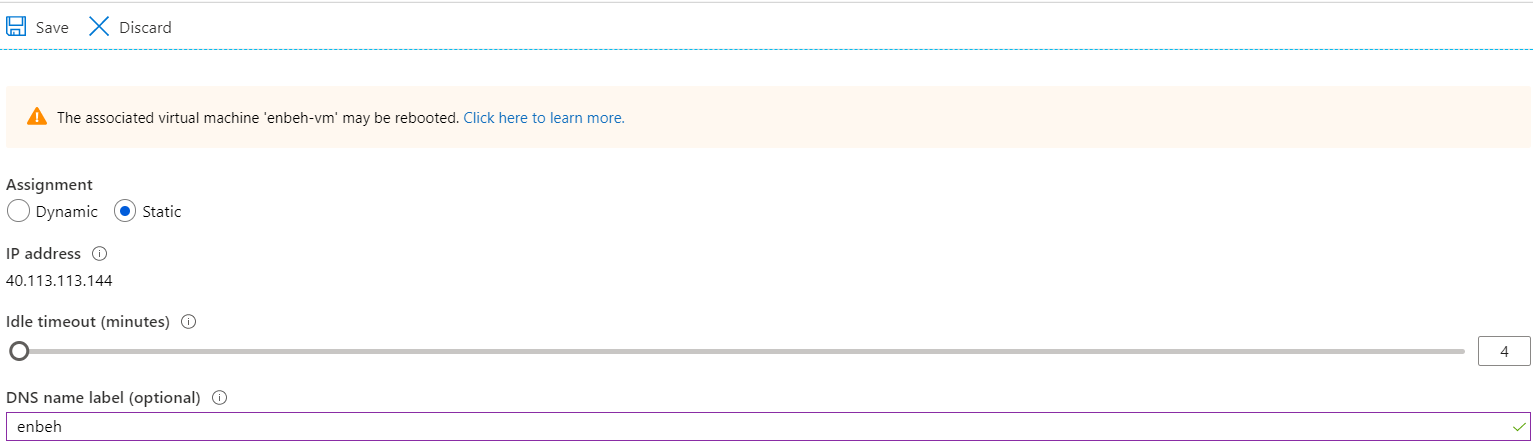 Save Discard
The associated virtual machine 'enbeh-vm' may be rebooted. Click here to learn more.
Assignment
Dynamic Static
IP address
40.113.113.144
Idle timeout (minutes)
4
DNS name label (optional)
enbeh